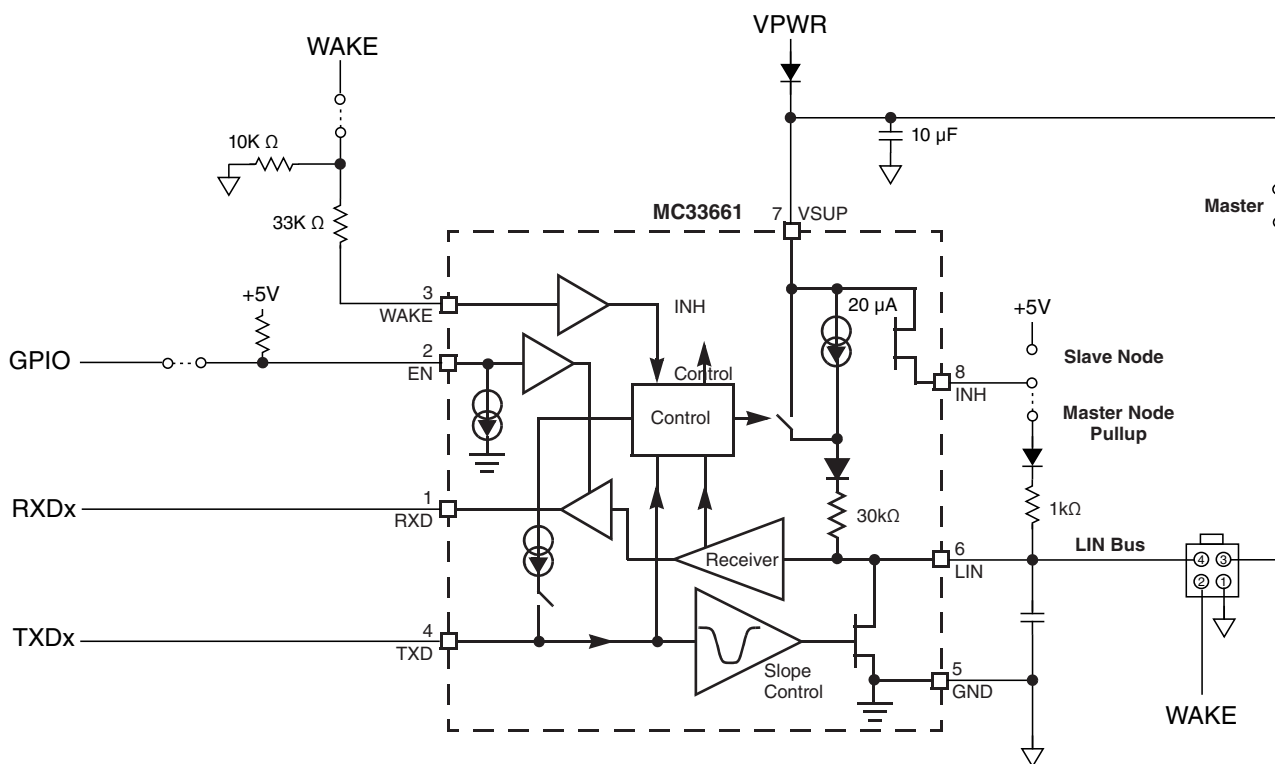 VPWR
WAKE
10 µF
10K Ω
33K Ω
MC33661
7
VSUP
Master
+5V
3
WAKE
INH
20 µA
+5V
GPIO
2
EN
Slave Node
8
INH
Control
Control
Master Node
Pullup
RXDx
1
RXD
30kΩ
1kΩ
Receiver
6
LIN
LIN Bus
4
3
2
1
TXDx
4
TXD
Slope
Control
5
GND
WAKE